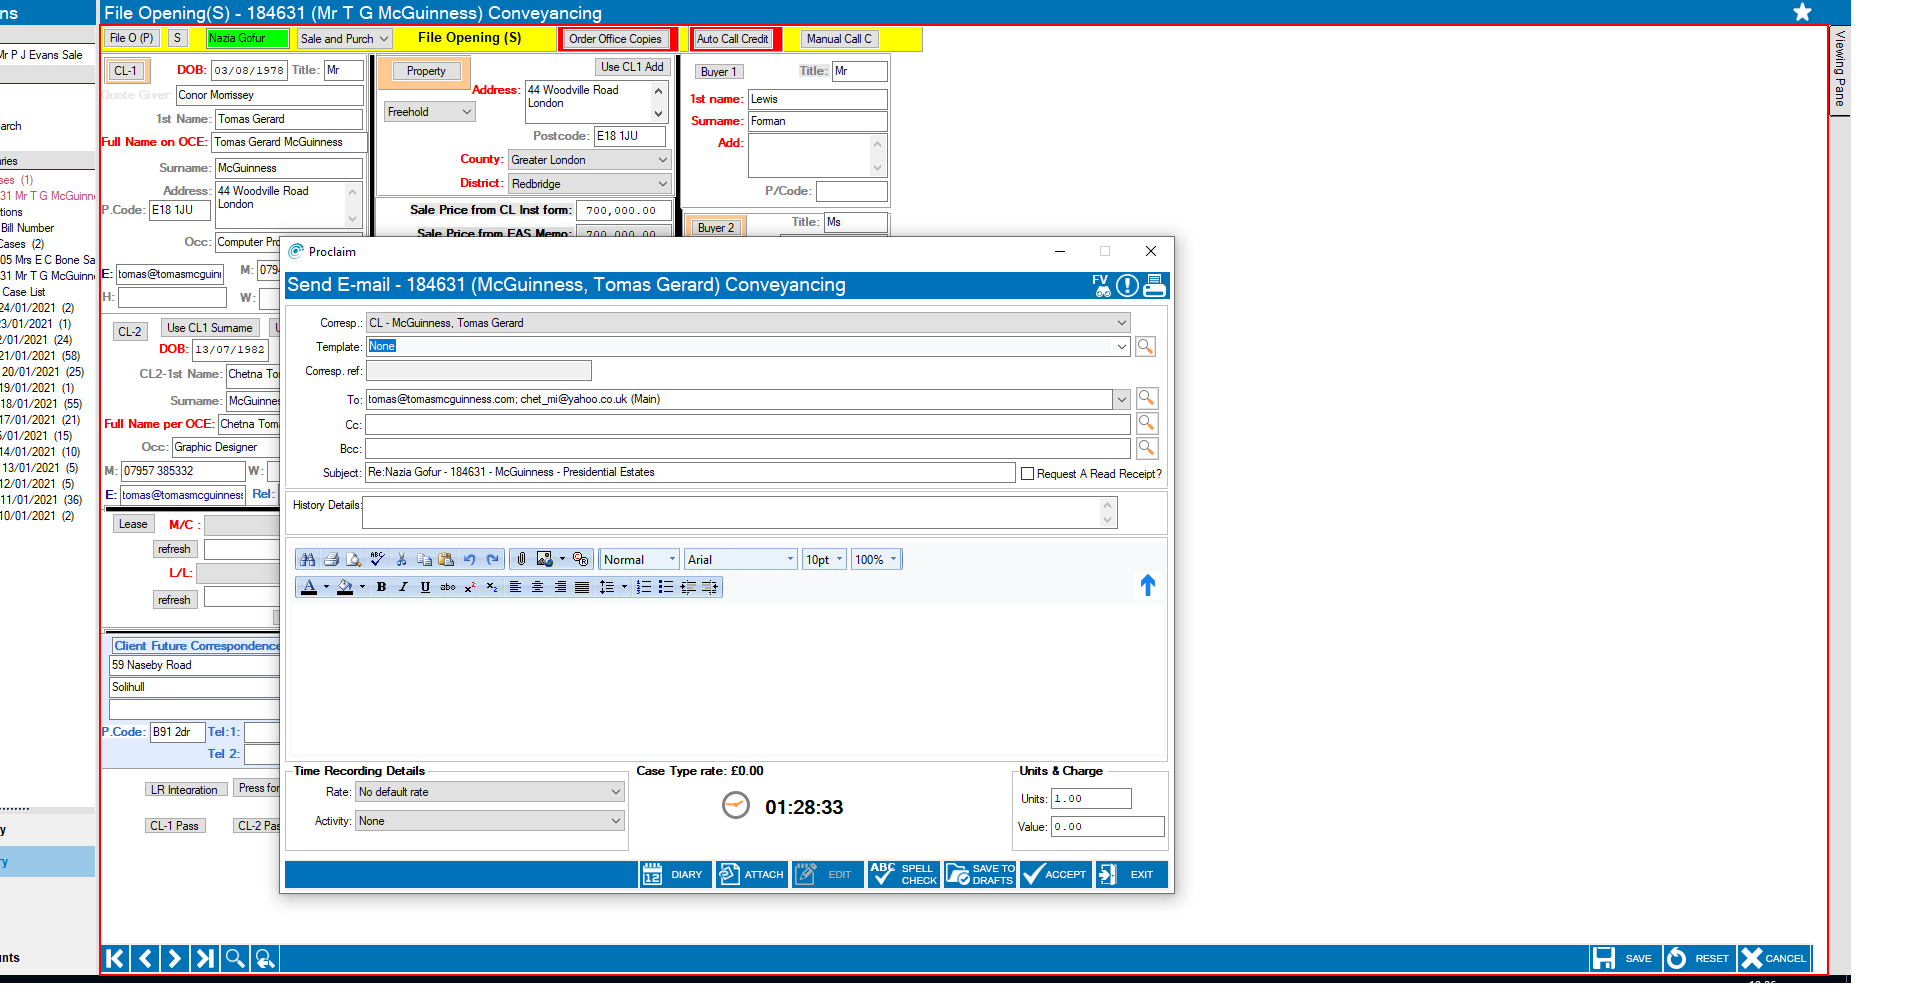 ns
File Opening(S) - 184631 (Mr T G McGuinness) Conveyancing
Mr P J Evans Sale
arch
ries
ses (1)
31 Mr T G McGuinn
tions
Bill Number
Cases (2)
05 Mrs E C Bone Sa
31 Mr T G McGuinn
Case List
24/01/2021 (2)
3/01/2021 (1)
/01/2021 (24)
21/01/2021 (58)
20/01/2021 (25)
19/01/2021 (1)
18/01/2021 (55)
17/01/2021 (21)
/01/2021 (15)
14/01/2021 (10)
13/01/2021 (5)
12/01/2021 (5)
11/01/2021 (36)
10/01/2021 (2)
y
ry
unts
File O (P) S Nazia Gofur Sale and Purch File Opening (S) Order Office Copies Auto Call Credit Manual Call C
Viewing Pane
CL-1 DOB: 03/08/1978 Title: Mr
Quote Giver: Conor Morrissey
1st Name: Tomas Gerard
Full Name on OCE: Tomas Gerard McGuinness
Surname: McGuinness
Address: 44 Woodville Road
London
P.Code: E18 1JU
Occ: Computer Pro
E: tomas@tomasmcguini M: 079
H: W:
Property Use CL1 Add
Address: 44 Woodville Road
London
Freehold
Postcode: E18 1JU
County: Greater London
District: Redbridge
Sale Price from CL Inst form: 700,000.00
Sale Price from EAS Memo: 700,000.00
Buyer 1 Title: Mr
1st name: Lewis
Surname: Forman
Add:
P/Code:
Title: Ms
Buyer 2
CL-2 Use CL1 Surname U
DOB: 13/07/1982
CL2-1st Name: Chetna To
Surname: McGuinnes
Full Name per OCE: Chetna Tom
Occ: Graphic Designer
M: 07957 385332 W:
E: tomas@tomasmcguinness Rel:
Lease M/C :
refresh
L/L:
refresh
Client Future Correspondence
59 Naseby Road
Solihull
P.Code: B91 2dr Tel:1:
Tel 2:
LR Integration Press for
CL-1 Pass CL-2 Pas
Proclaim
Send E-mail - 184631 (McGuinness, Tomas Gerard) Conveyancing FV
Corresp.: CL - McGuinness, Tomas Gerard
Template: None
Corresp. ref:
To: tomas@tomasmcguinness.com; chet_mi@yahoo.co.uk (Main)
Cc:
Bcc:
Subject: Re:Nazia Gofur - 184631 - McGuinness - Presidential Estates Request A Read Receipt?
History Details:
ABC Normal Arial 10pt 100%
A B I U abc x² x₂
Time Recording Details
Rate: No default rate
Activity: None
Case Type rate: £0.00
01:28:33
Units & Charge
Units: 1.00
Value: 0.00
12 DIARY ATTACH EDIT ABC SPELL CHECK SAVE TO DRAFTS ACCEPT EXIT
SAVE RESET CANCEL